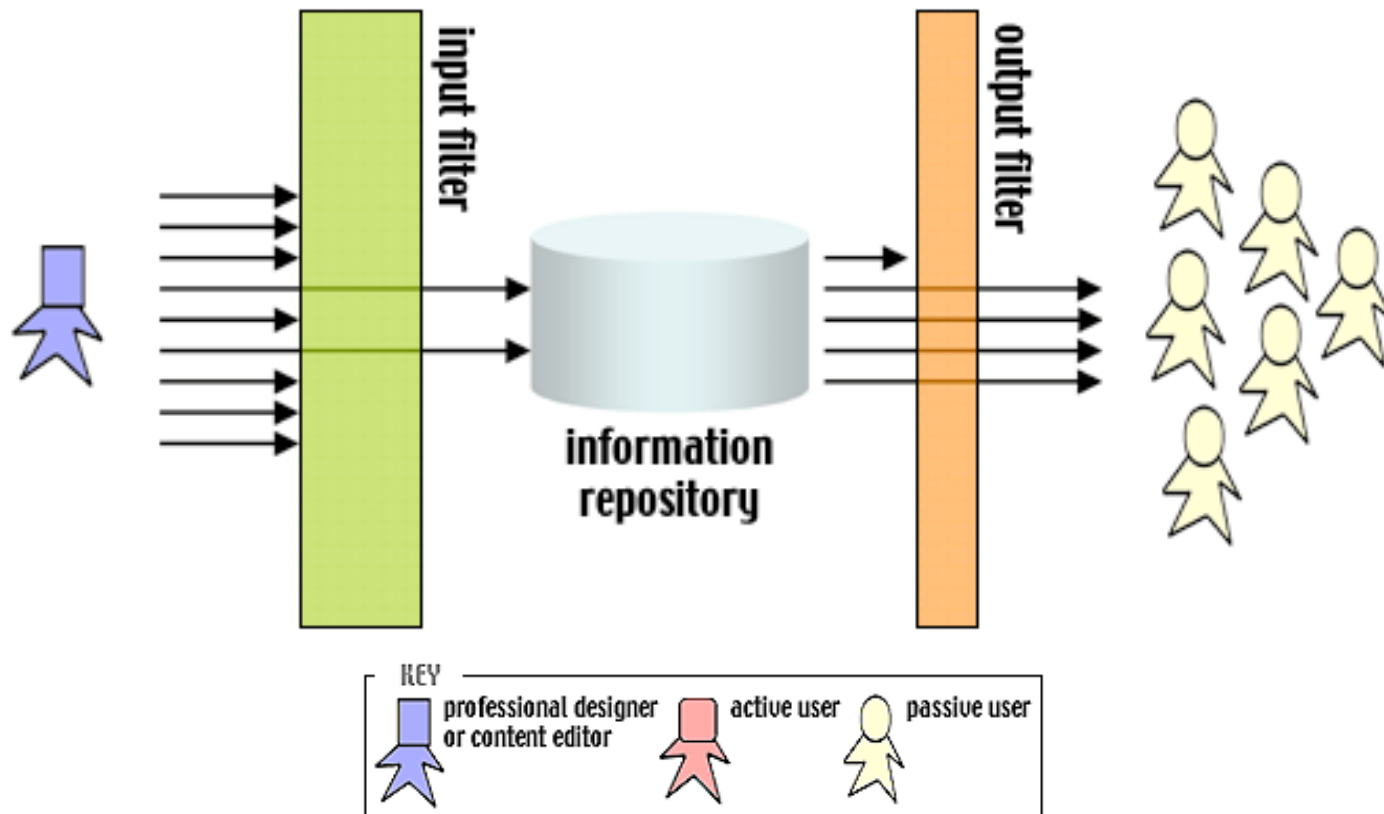 input filter
output filter
information
repository
KEY
professional designer
or content editor
active user
passive user